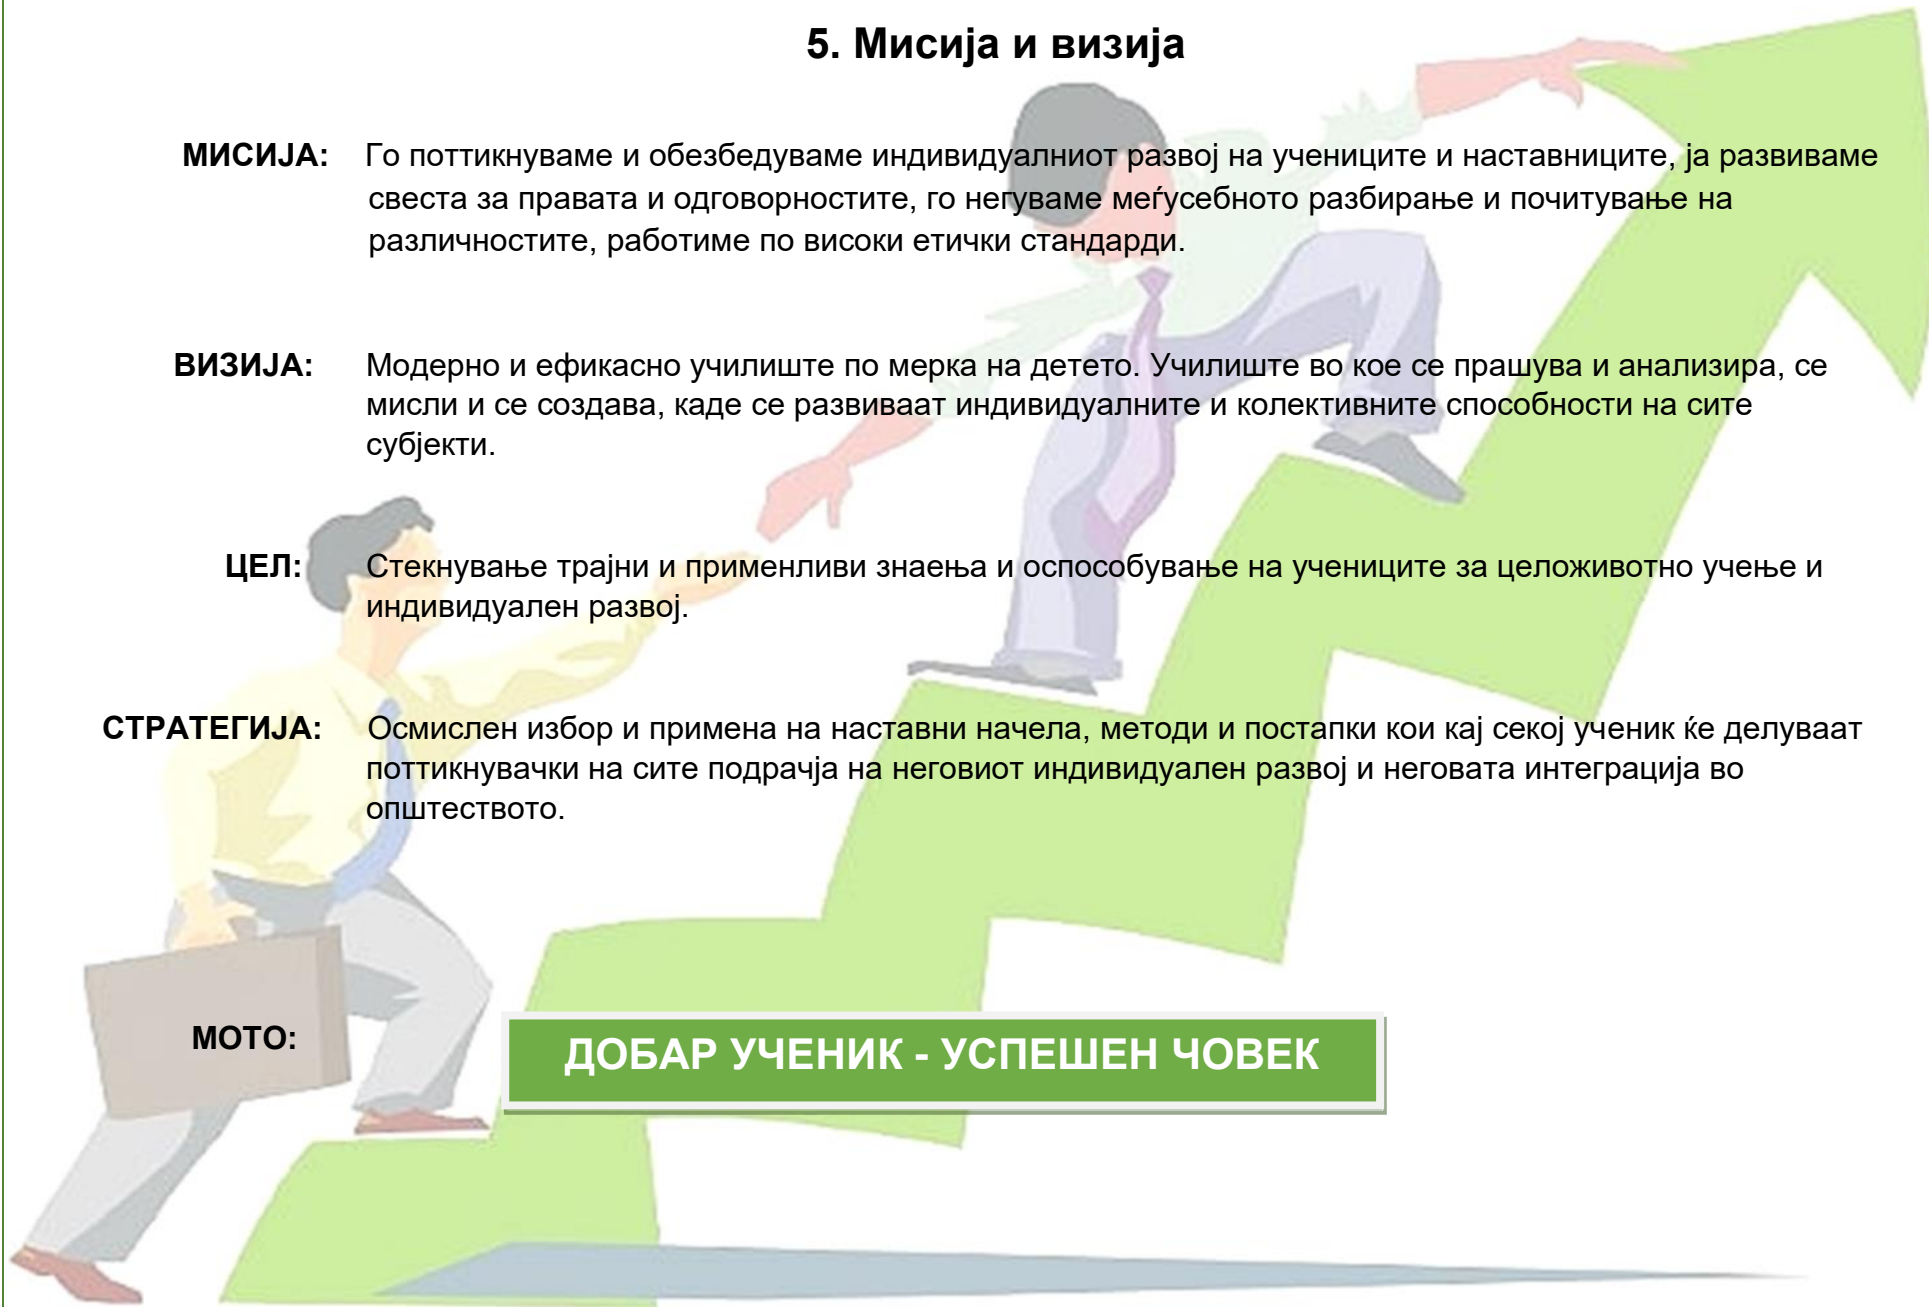 5. Мисија и визија
МИСИЈА: Го поттикнуваме и обезбедуваме индивидуалниот развој на учениците и наставниците, ја развиваме
свеста за правата и одговорностите, го негуваме меѓусебното разбирање и почитување на
различностите, работиме по високи етички стандарди.
ВИЗИЈА: Модерно и ефикасно училиште по мерка на детето. Училиште во кое се прашува и анализира, се
мисли и се создава, каде се развиваат индивидуалните и колективните способности на сите
субјекти.
ЦЕЛ: Стекнување трајни и применливи знаења и оспособување на учениците за целоживотно учење и
индивидуален развој.
СТРАТЕГИЈА: Осмислен избор и примена на наставни начела, методи и постапки кои кај секој ученик ќе делуваат
поттикнувачки на сите подрачја на неговиот индивидуален развој и неговата интеграција во
општеството.
МОТО: ДОБАР УЧЕНИК - УСПЕШЕН ЧОВЕК